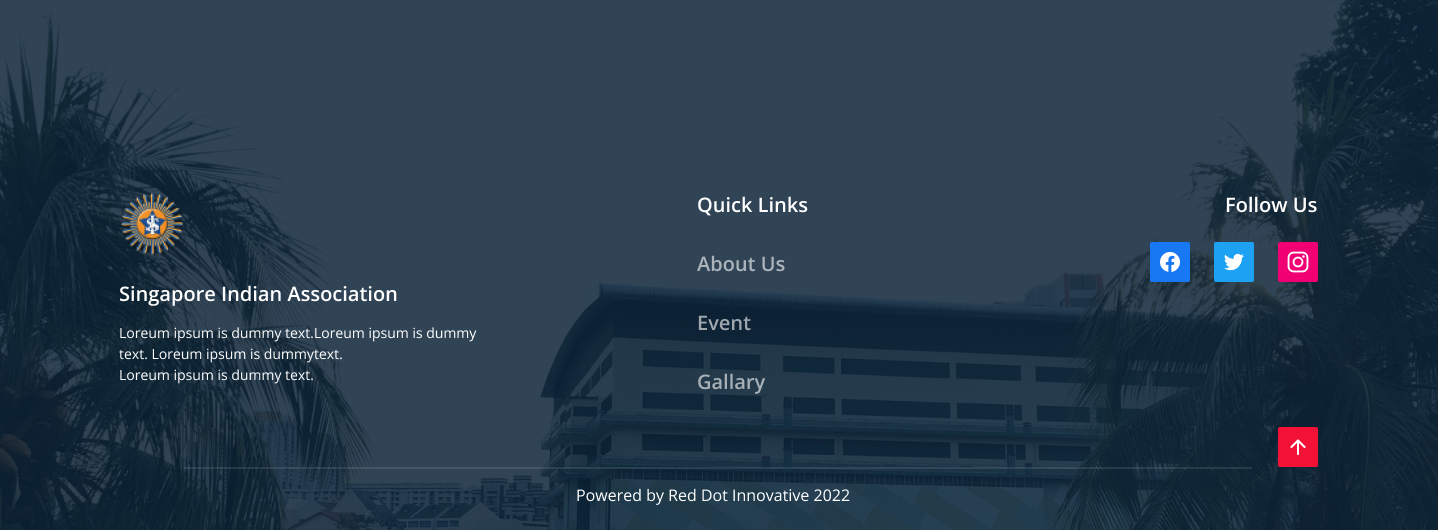 Singapore Indian Association
Loreum ipsum is dummy text.Loreum ipsum is dummy
text. Loreum ipsum is dummytext.
Loreum ipsum is dummy text.
Quick Links
About Us
Event
Gallary
Follow Us
Powered by Red Dot Innovative 2022